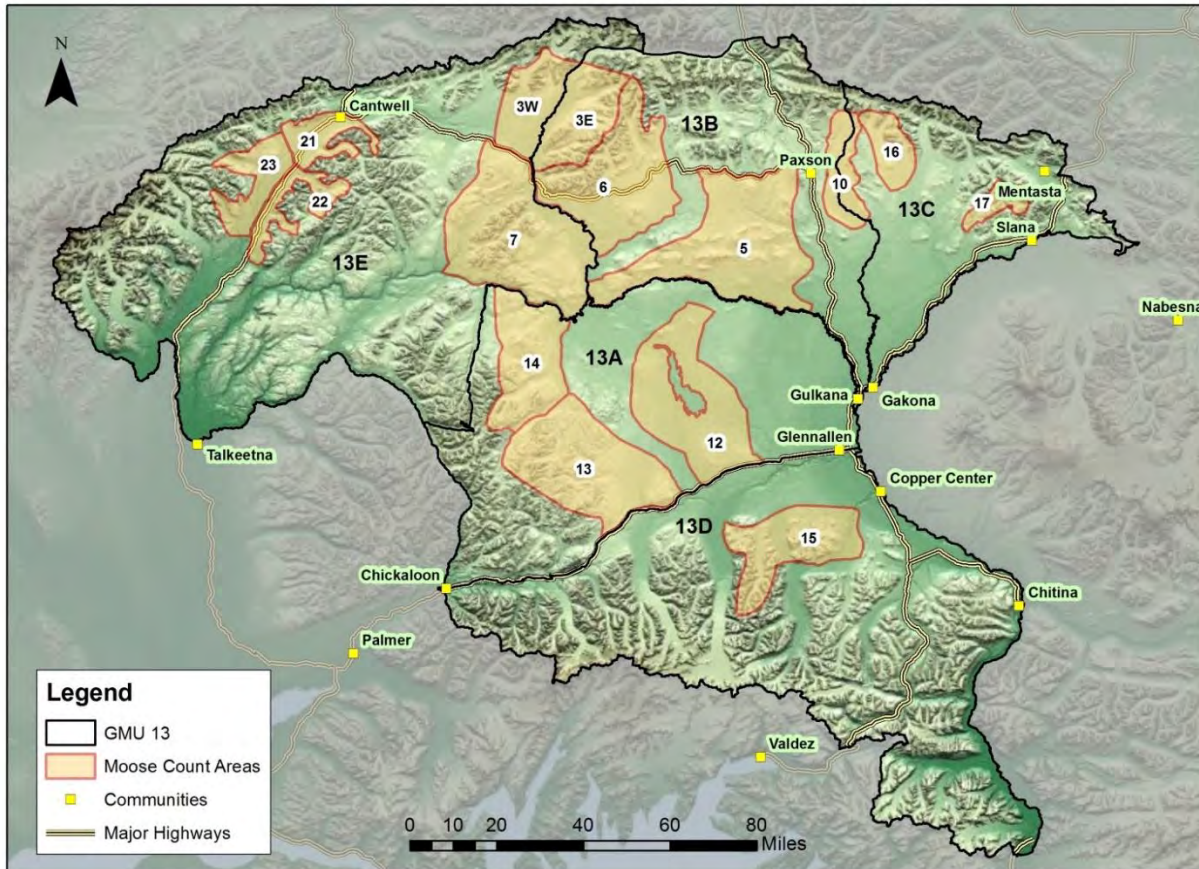 N
Cantwell
3W
3E
21
13B
23
16
Paxson
6
10
Mentasta
22
17
13C
Slana
7
5
13E
Nabesna
13A
14
Gulkana
Gakona
12
Glennallen
Talkeetna
13
Copper Center
13D
15
Chickaloon
Chitina
Palmer
Legend
GMU 13
Moose Count Areas
Communities
Major Highways
Valdez
0 10 20 40 60 80
Miles